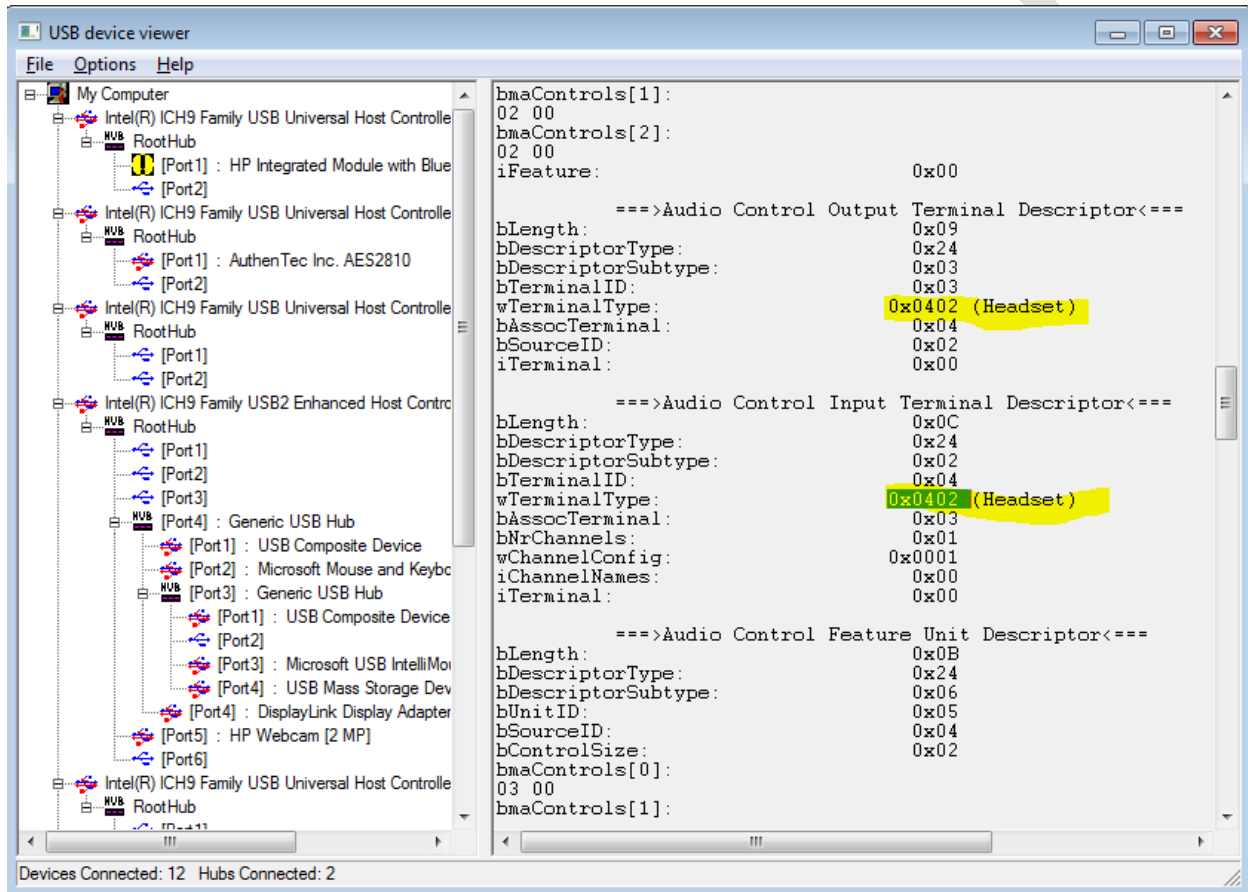 USB device viewer
File Options Help
My Computer
Intel(R) ICH9 Family USB Universal Host Controlle
HUB RootHub
[Port1] : HP Integrated Module with Blue
[Port2]
Intel(R) ICH9 Family USB Universal Host Controlle
HUB RootHub
[Port1] : AuthenTec Inc. AES2810
[Port2]
Intel(R) ICH9 Family USB Universal Host Controlle
HUB RootHub
[Port1]
[Port2]
Intel(R) ICH9 Family USB2 Enhanced Host Contro
HUB RootHub
[Port1]
[Port2]
[Port3]
HUB [Port4] : Generic USB Hub
[Port1] : USB Composite Device
[Port2] : Microsoft Mouse and Keybo
HUB [Port3] : Generic USB Hub
[Port1] : USB Composite Device
[Port2]
[Port3] : Microsoft USB IntelliMou
[Port4] : USB Mass Storage Dev
[Port4] : DisplayLink Display Adapter
[Port5] : HP Webcam [2 MP]
[Port6]
Intel(R) ICH9 Family USB Universal Host Controlle
HUB RootHub
bmaControls[1]:
02 00
bmaControls[2]:
02 00
iFeature: 0x00
===>Audio Control Output Terminal Descriptor<===
bLength: 0x09
bDescriptorType: 0x24
bDescriptorSubtype: 0x03
bTerminalID: 0x03
wTerminalType: 0x0402 (Headset)
bAssocTerminal: 0x04
bSourceID: 0x02
iTerminal: 0x00
===>Audio Control Input Terminal Descriptor<===
bLength: 0x0C
bDescriptorType: 0x24
bDescriptorSubtype: 0x02
bTerminalID: 0x04
wTerminalType: 0x0402 (Headset)
bAssocTerminal: 0x03
bNrChannels: 0x01
wChannelConfig: 0x0001
iChannelNames: 0x00
iTerminal: 0x00
===>Audio Control Feature Unit Descriptor<===
bLength: 0x0B
bDescriptorType: 0x24
bDescriptorSubtype: 0x06
bUnitID: 0x05
bSourceID: 0x04
bControlSize: 0x02
bmaControls[0]:
03 00
bmaControls[1]:
Devices Connected: 12 Hubs Connected: 2